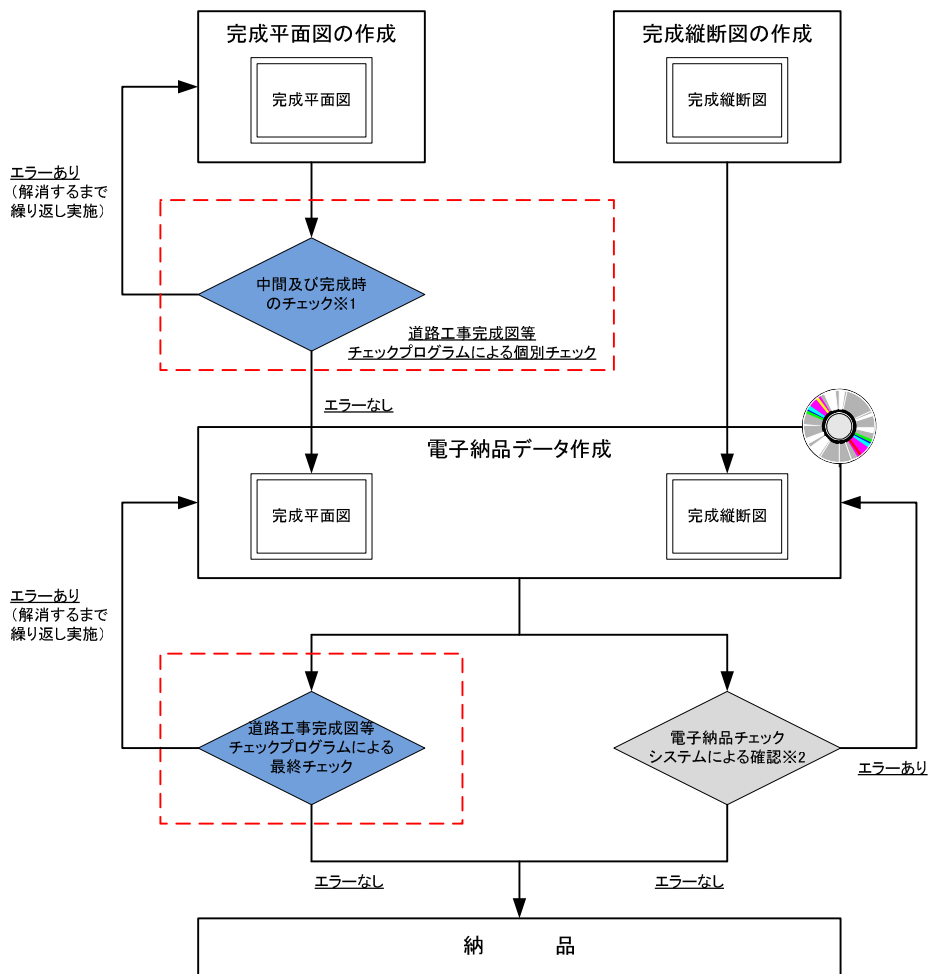 完成平面図の作成
完成平面図
完成縦断図の作成
完成縦断図
エラーあり
（解消するまで
繰り返し実施）
中間及び完成時
のチェック※1
道路工事完成図等
チェックプログラムによる個別チェック
エラーなし
電子納品データ作成
完成平面図
完成縦断図
エラーあり
（解消するまで
繰り返し実施）
道路工事完成図等
チェックプログラムによる
最終チェック
電子納品チェック
システムによる確認※2
エラーあり
エラーなし
エラーなし
納　　　品